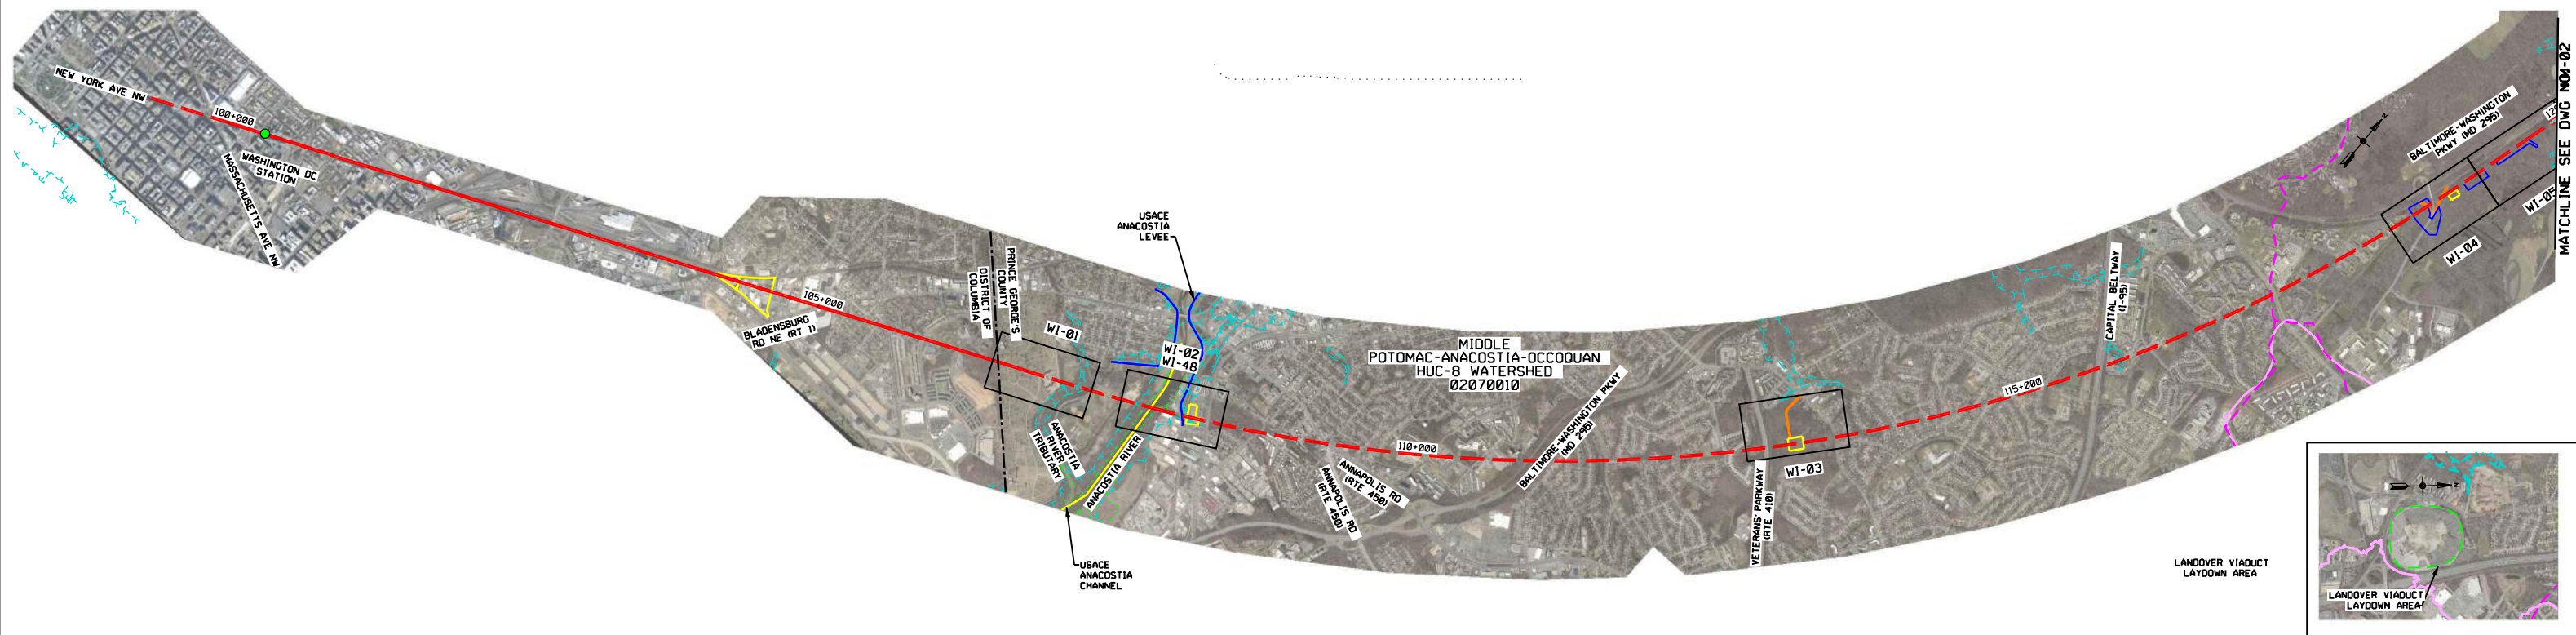 NEW YORK AVE NW
100+000
WASHINGTON DC
STATION
MASSACHUSETTS AVE NW
BLADENSBURG
RD NE (RT 1)
105+000
DISTRICT OF
COLUMBIA
PRINCE GEORGE'S
COUNTY
WI-01
USACE
ANACOSTIA
LEVEE
WI-02
WI-48
ANACOSTIA
RIVER
TRIBUTARY
ANACOSTIA RIVER
USACE
ANACOSTIA
CHANNEL
MIDDLE
POTOMAC-ANACOSTIA-OCCOQUAN
HUC-8 WATERSHED
02070010
110+000
ANNAPOLIS RD
(RTE 450)
ANNAPOLIS RD
(RTE 450)
BALTIMORE-WASHINGTON PKWY
(MD 295)
VETERANS' PARKWAY
(RTE 410)
WI-03
115+000
CAPITAL BELTWAY
(I-95)
N
BALTIMORE-WASHINGTON
PKWY (MD 295)
WI-04
WI-05
MATCHLINE SEE DWG
LANDOVER VIADUCT
LAYDOWN AREA
N
LANDOVER VIADUCT
LAYDOWN AREA